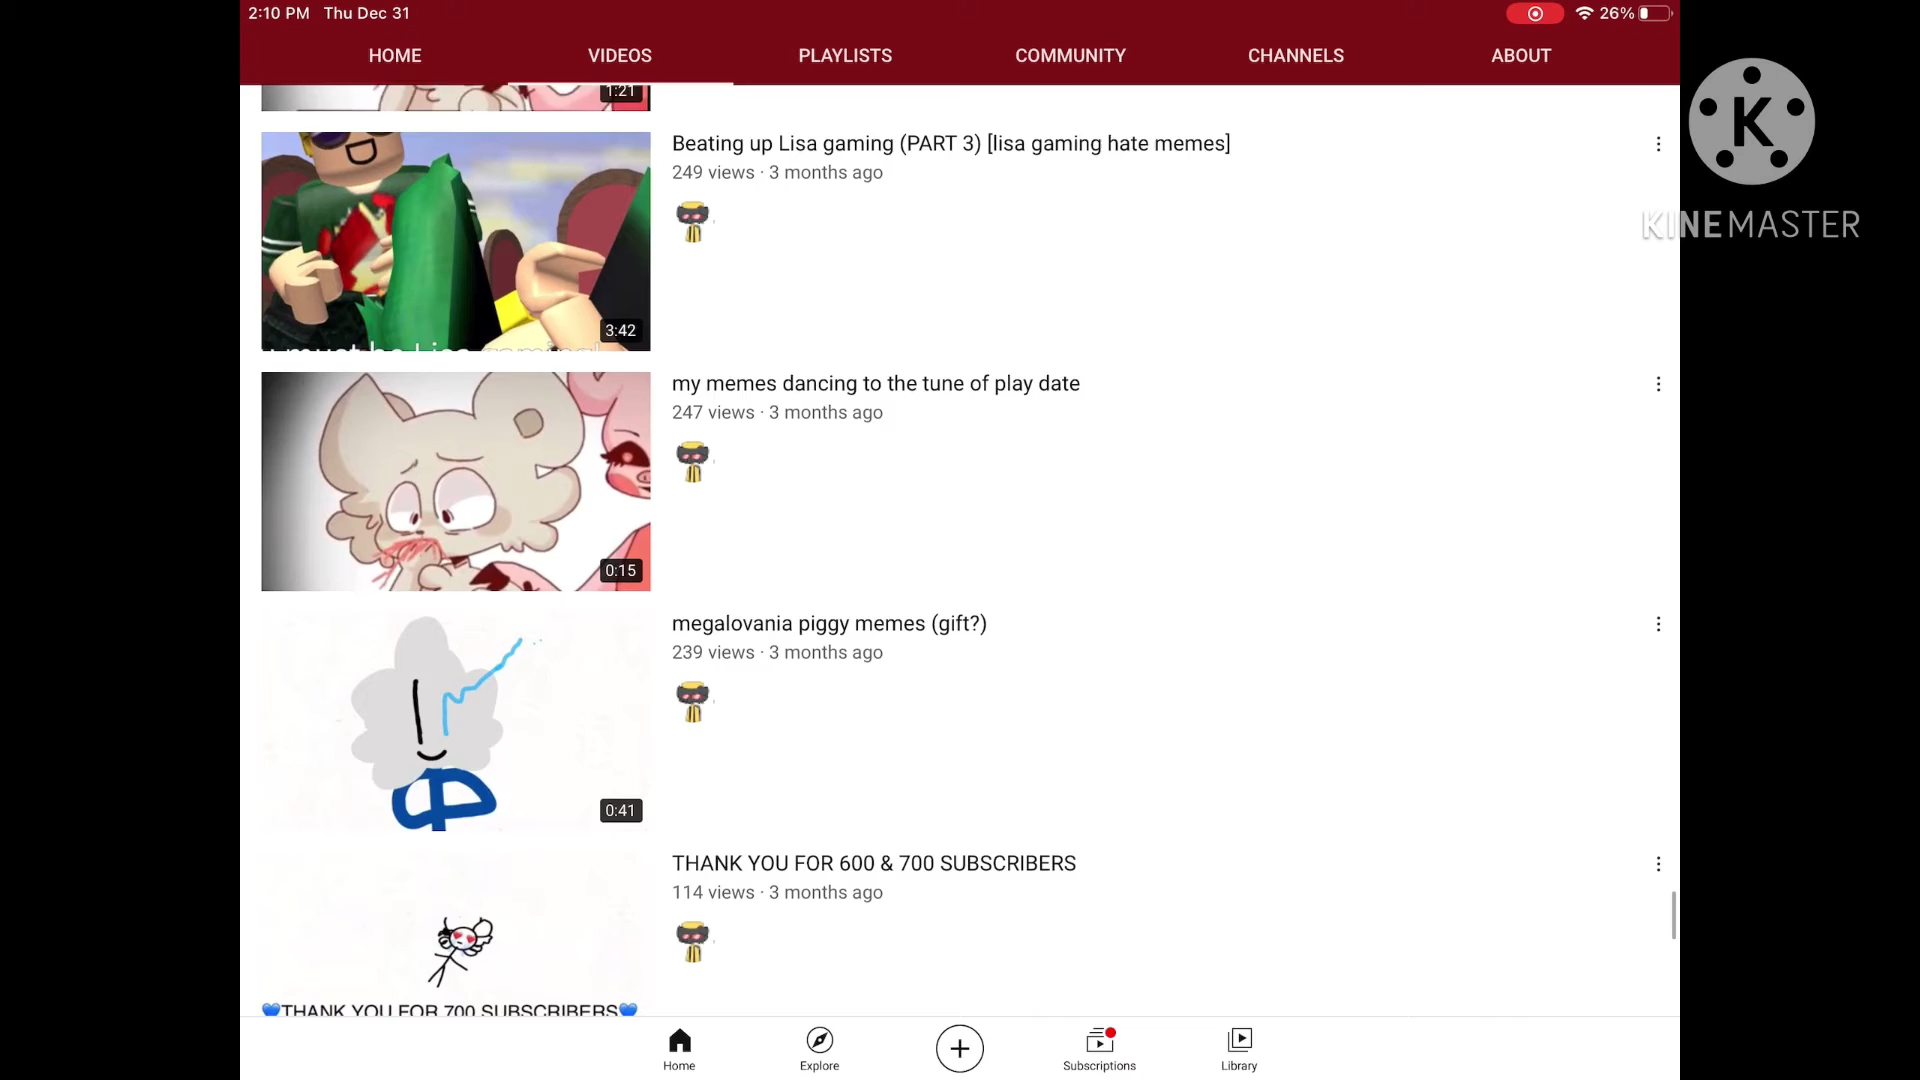 2:10 PM Thu Dec 31
26%
HOME VIDEOS PLAYLISTS COMMUNITY CHANNELS ABOUT
K
KINEMASTER
1:21
Beating up Lisa gaming (PART 3) [lisa gaming hate memes]
249 views · 3 months ago
3:42
my memes dancing to the tune of play date
247 views · 3 months ago
0:15
megalovania piggy memes (gift?)
239 views · 3 months ago
0:41
THANK YOU FOR 600 & 700 SUBSCRIBERS
114 views · 3 months ago
💙THANK YOU FOR 700 SUBSCRIBERS💙
Home Explore Subscriptions Library